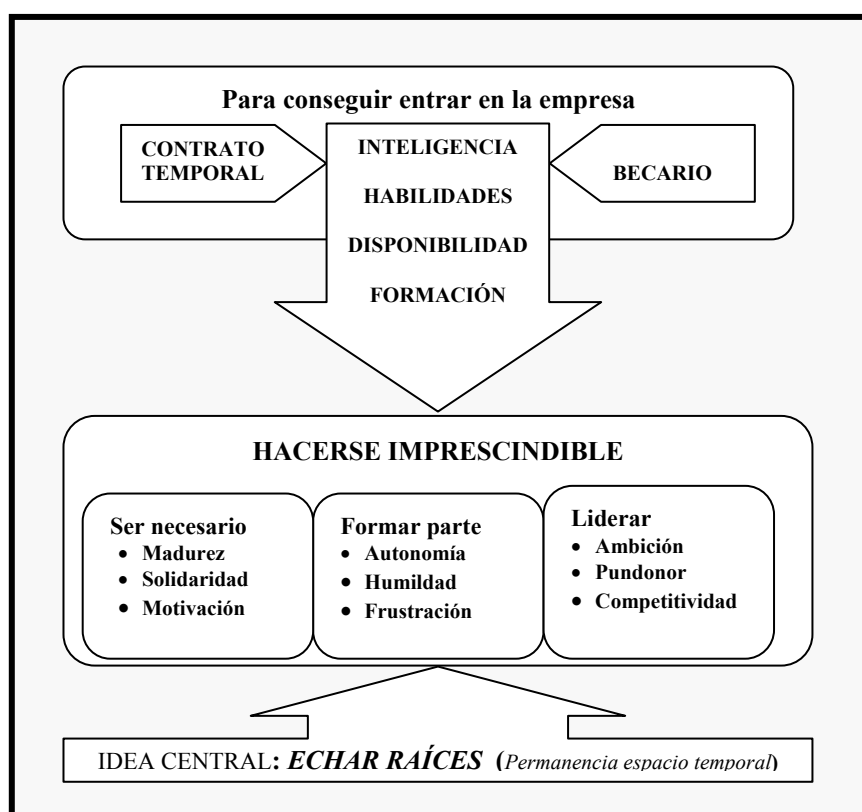 Para conseguir entrar en la empresa
CONTRATO
TEMPORAL
INTELIGENCIA
HABILIDADES
DISPONIBILIDAD
FORMACIÓN
BECARIO
HACERSE IMPRESCINDIBLE
Ser necesario
• Madurez
• Solidaridad
• Motivación
Formar parte
• Autonomía
• Humildad
• Frustración
Liderar
• Ambición
• Pundonor
• Competitividad
IDEA CENTRAL: ECHAR RAÍCES (Permanencia espacio temporal)